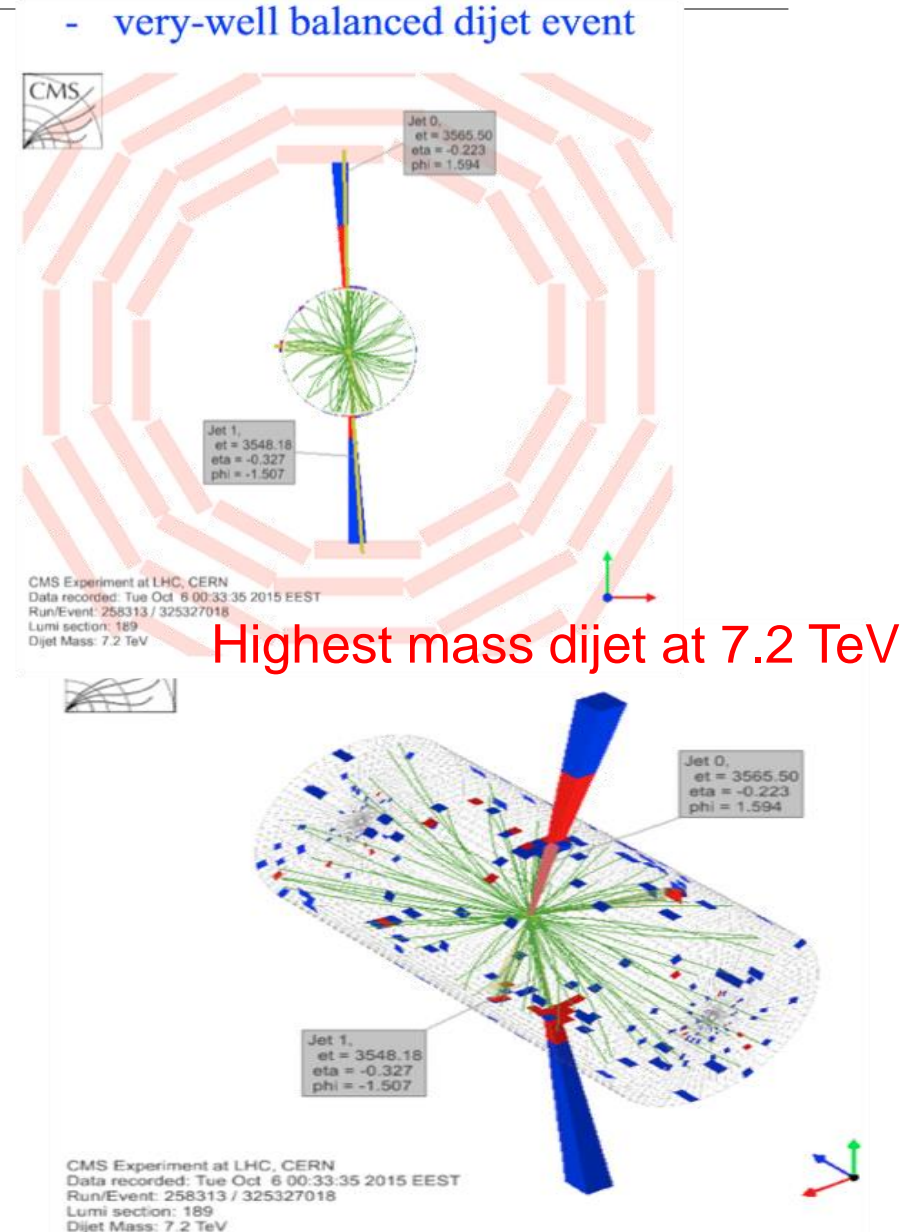 - very-well balanced dijet event
CMS
Jet 0,
et = 3565.50
eta = -0.223
phi = 1.594
Jet 1,
et = 3548.18
eta = -0.327
phi = -1.507
CMS Experiment at LHC, CERN
Data recorded: Tue Oct 6 00:33:35 2015 EEST
Run/Event: 258313 / 325327018
Lumi section: 189
Dijet Mass: 7.2 TeV
Highest mass dijet at 7.2 TeV
Jet 0,
et = 3565.50
eta = -0.223
phi = 1.594
Jet 1,
et = 3548.18
eta = -0.327
phi = -1.507
CMS Experiment at LHC, CERN
Data recorded: Tue Oct 6 00:33:35 2015 EEST
Run/Event: 258313 / 325327018
Lumi section: 189
Dijet Mass: 7.2 TeV